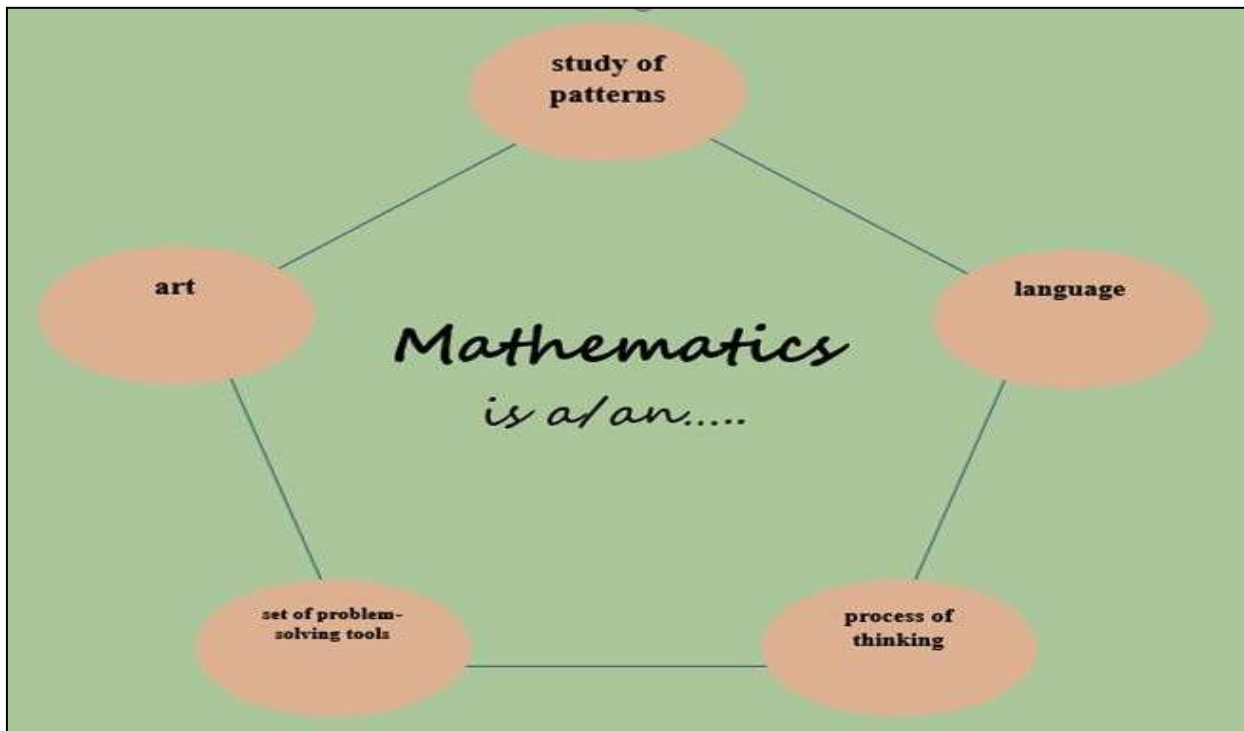 study of
patterns
art
language
Mathematics
is a/an.....
set of problem-
solving tools
process of
thinking